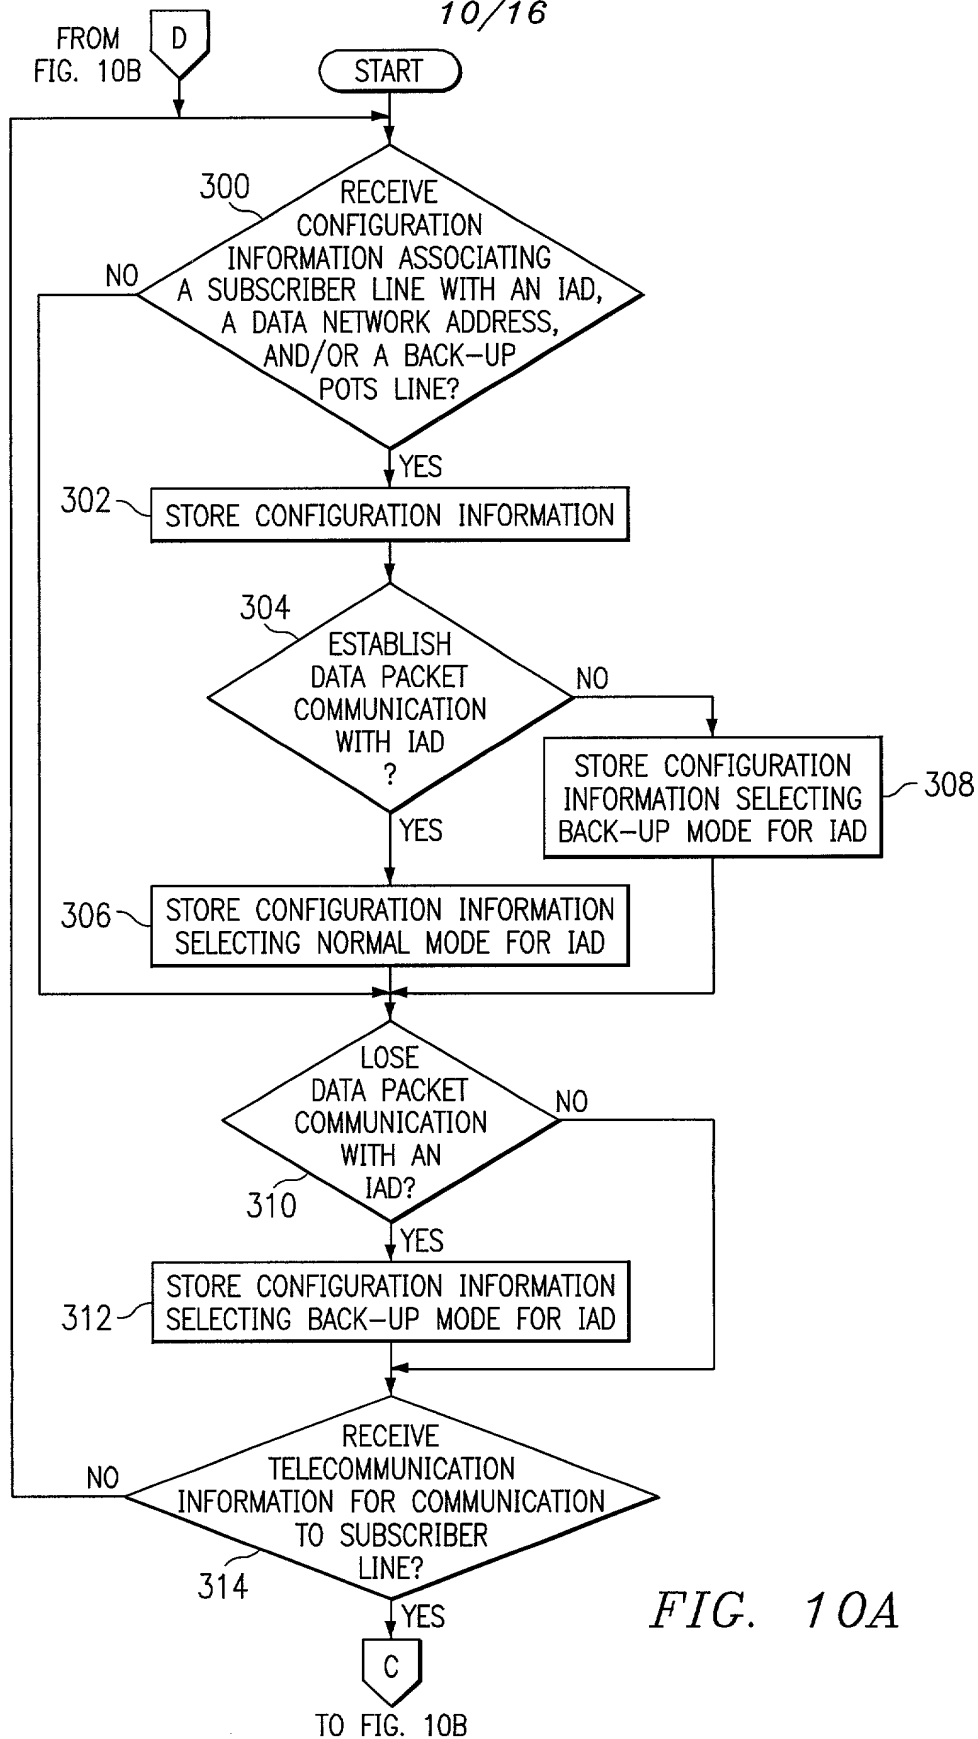 10/16
FROM
FIG. 10B
D
START
300
RECEIVE
CONFIGURATION
INFORMATION ASSOCIATING
A SUBSCRIBER LINE WITH AN IAD,
A DATA NETWORK ADDRESS,
AND/OR A BACK-UP
POTS LINE?
NO
YES
302
STORE CONFIGURATION INFORMATION
304
ESTABLISH
DATA PACKET
COMMUNICATION
WITH IAD
?
NO
YES
STORE CONFIGURATION
INFORMATION SELECTING
BACK-UP MODE FOR IAD
308
306
STORE CONFIGURATION INFORMATION
SELECTING NORMAL MODE FOR IAD
LOSE
DATA PACKET
COMMUNICATION
WITH AN
IAD?
NO
310
YES
312
STORE CONFIGURATION INFORMATION
SELECTING BACK-UP MODE FOR IAD
RECEIVE
TELECOMMUNICATION
INFORMATION FOR COMMUNICATION
TO SUBSCRIBER
LINE?
NO
314
YES
C
TO FIG. 10B
FIG. 10A